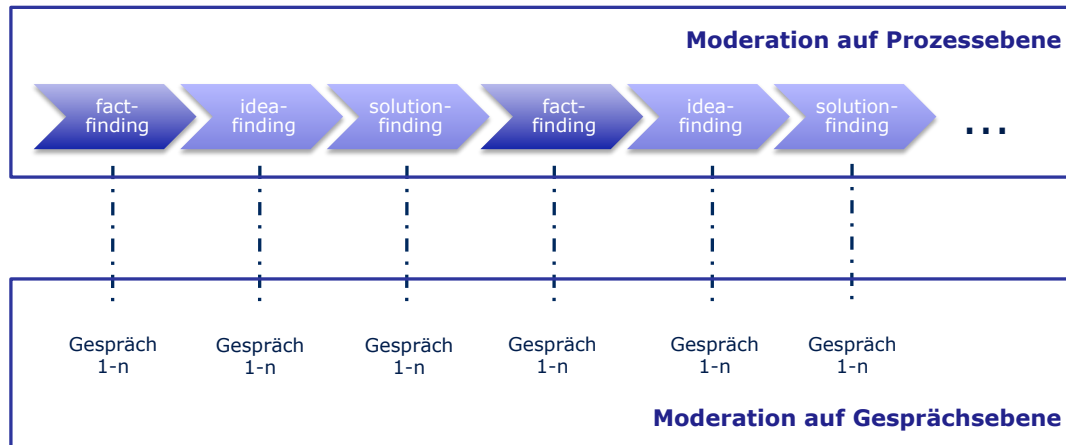 Moderation auf Prozessebene
fact-
finding
idea-
finding
solution-
finding
fact-
finding
idea-
finding
solution-
finding
...
Gespräch
1-n
Gespräch
1-n
Gespräch
1-n
Gespräch
1-n
Gespräch
1-n
Gespräch
1-n
Moderation auf Gesprächsebene